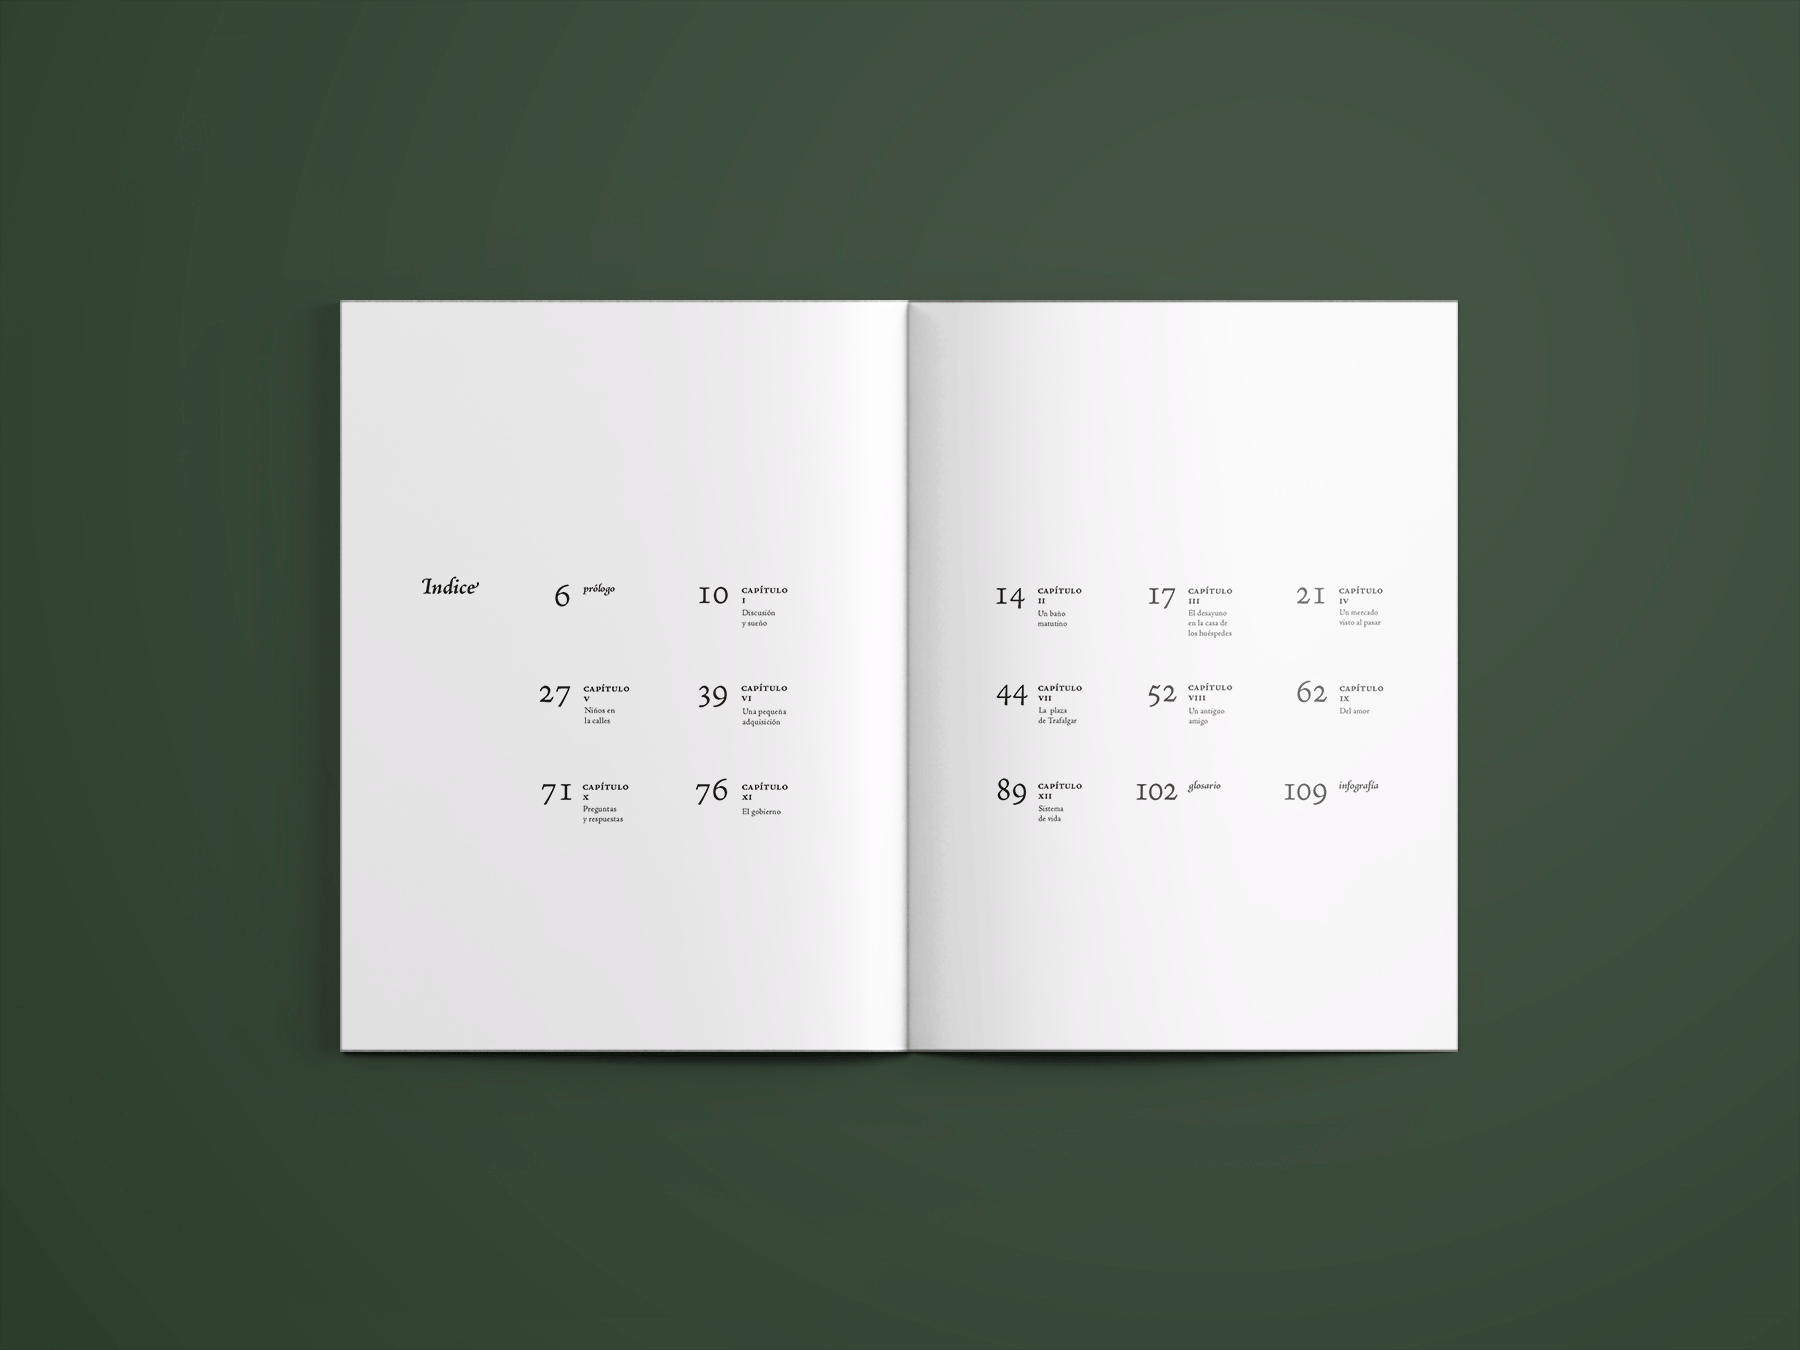 Indice
6 prólogo
10 CAPÍTULO
I
Discusión
y sueño
14 CAPÍTULO
II
Un baño
matutino
17 CAPÍTULO
III
El desayuno
en la casa de
los huéspedes
21 CAPÍTULO
IV
Un mercado
visto al pasar
27 CAPÍTULO
V
Niños en
la calles
39 CAPÍTULO
VI
Una pequeña
adquisición
44 CAPÍTULO
VII
La plaza
de Trafalgar
52 CAPÍTULO
VIII
Un antiguo
amigo
62 CAPÍTULO
IX
Del amor
71 CAPÍTULO
X
Preguntas
y respuestas
76 CAPÍTULO
XI
El gobierno
89 CAPÍTULO
XII
Sistema
de vida
102 glosario
109 infografía